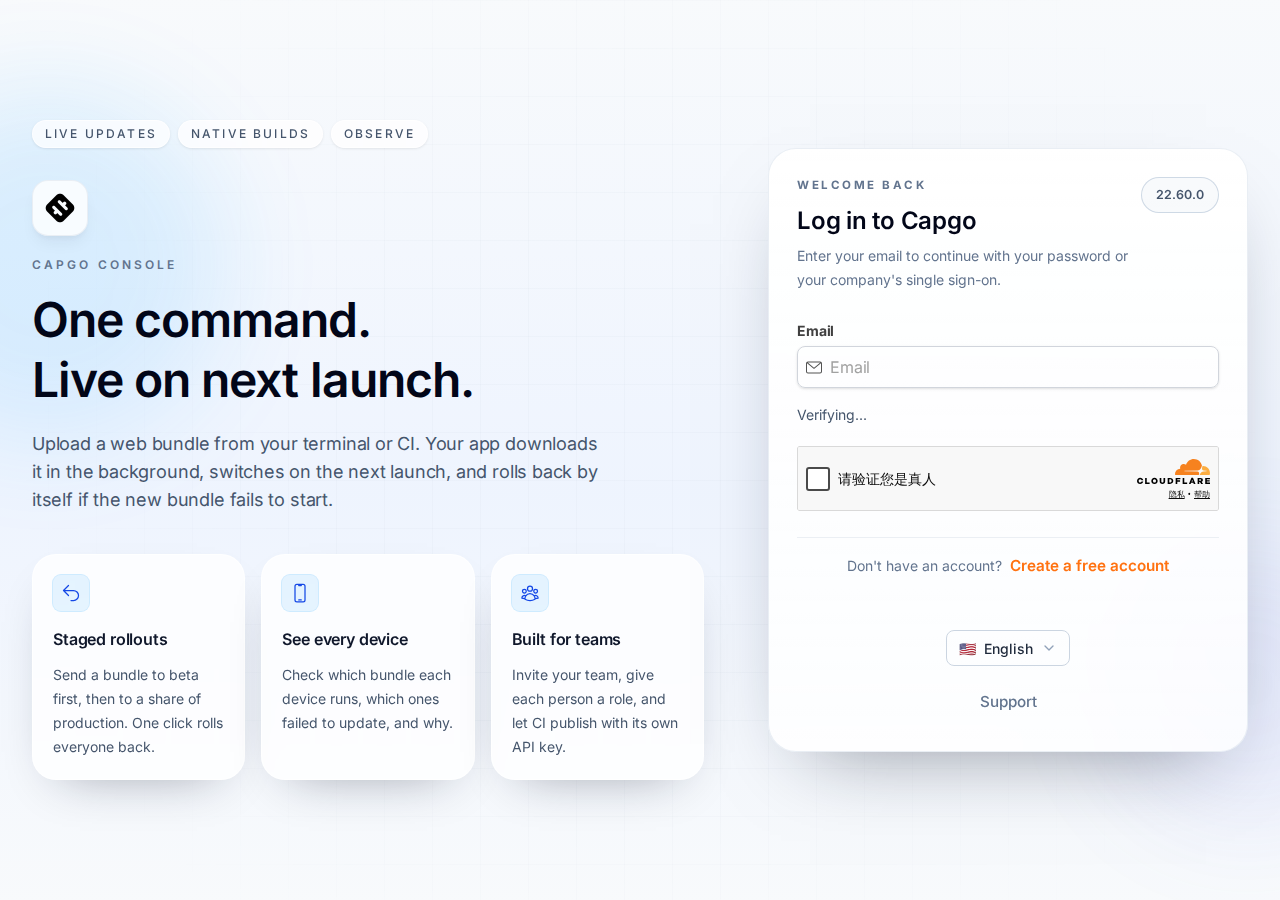 LIVE UPDATES
NATIVE BUILDS
OBSERVE
CAPGO CONSOLE
One command.
Live on next launch.
Upload a web bundle from your terminal or CI. Your app downloads
it in the background, switches on the next launch, and rolls back by
itself if the new bundle fails to start.
Staged rollouts
Send a bundle to beta
first, then to a share of
production. One click rolls
everyone back.
See every device
Check which bundle each
device runs, which ones
failed to update, and why.
Built for teams
Invite your team, give
each person a role, and
let CI publish with its own
API key.
WELCOME BACK
22.60.0
Log in to Capgo
Enter your email to continue with your password or
your company's single sign-on.
Email
Email
Verifying...
请验证您是真人
CLOUDFLARE
隐私 • 帮助
Don't have an account? Create a free account
English
Support